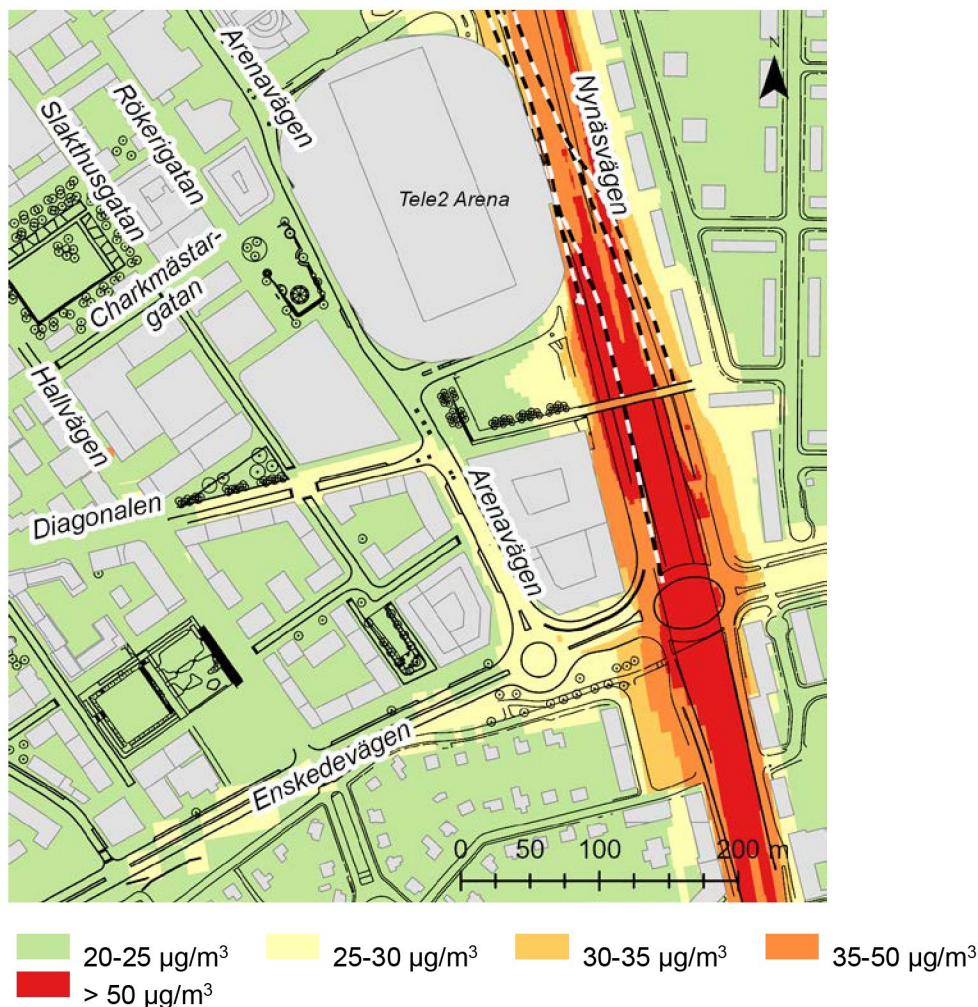 Arenavägen
Nynäsvägen
N
Rökerigatan
Slakthusgatan
Tele2 Arena
Charkmästar-
gatan
Hallvägen
Diagonalen
Arenavägen
Enskedevägen
0 50 100 200 m
20-25 µg/m³ 25-30 µg/m³ 30-35 µg/m³ 35-50 µg/m³
> 50 µg/m³